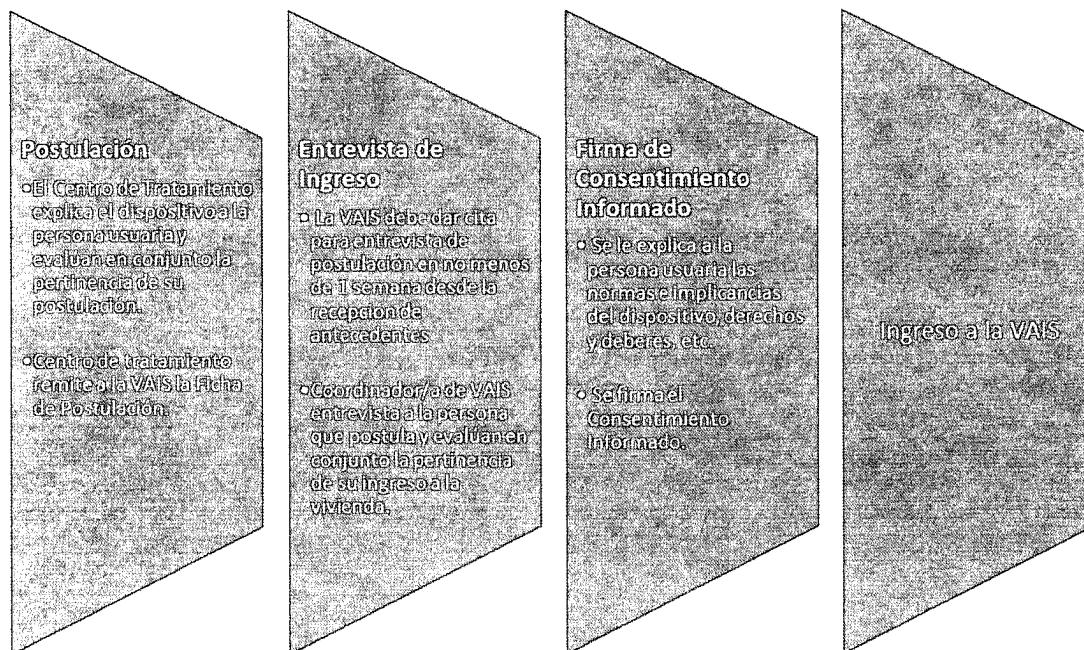 Postulación
•El Centro de Tratamiento
explica el dispositivo a la
persona usuaria y
evaluan en conjunto la
pertinencia de su
postulación.
•Centro de tratamiento
remite a la VAIS la Ficha
de Postulación.
Entrevista de
Ingreso
• La VAIS debe dar cita
para entrevista de
postulación en no menos
de 1 semana desde la
recepción de
antecedentes
•Coordinador/a de VAIS
entrevista a la persona
que postula y evalúan en
conjunto la pertinencia
de su ingreso a la
vivienda.
Firma de
Consentimiento
Informado
• Se le explica a la
persona usuaria las
normas e implicancias
del dispositivo, derechos
y deberes, etc.
• Se firma el
Consentimiento
Informado.
Ingreso a la VAIS